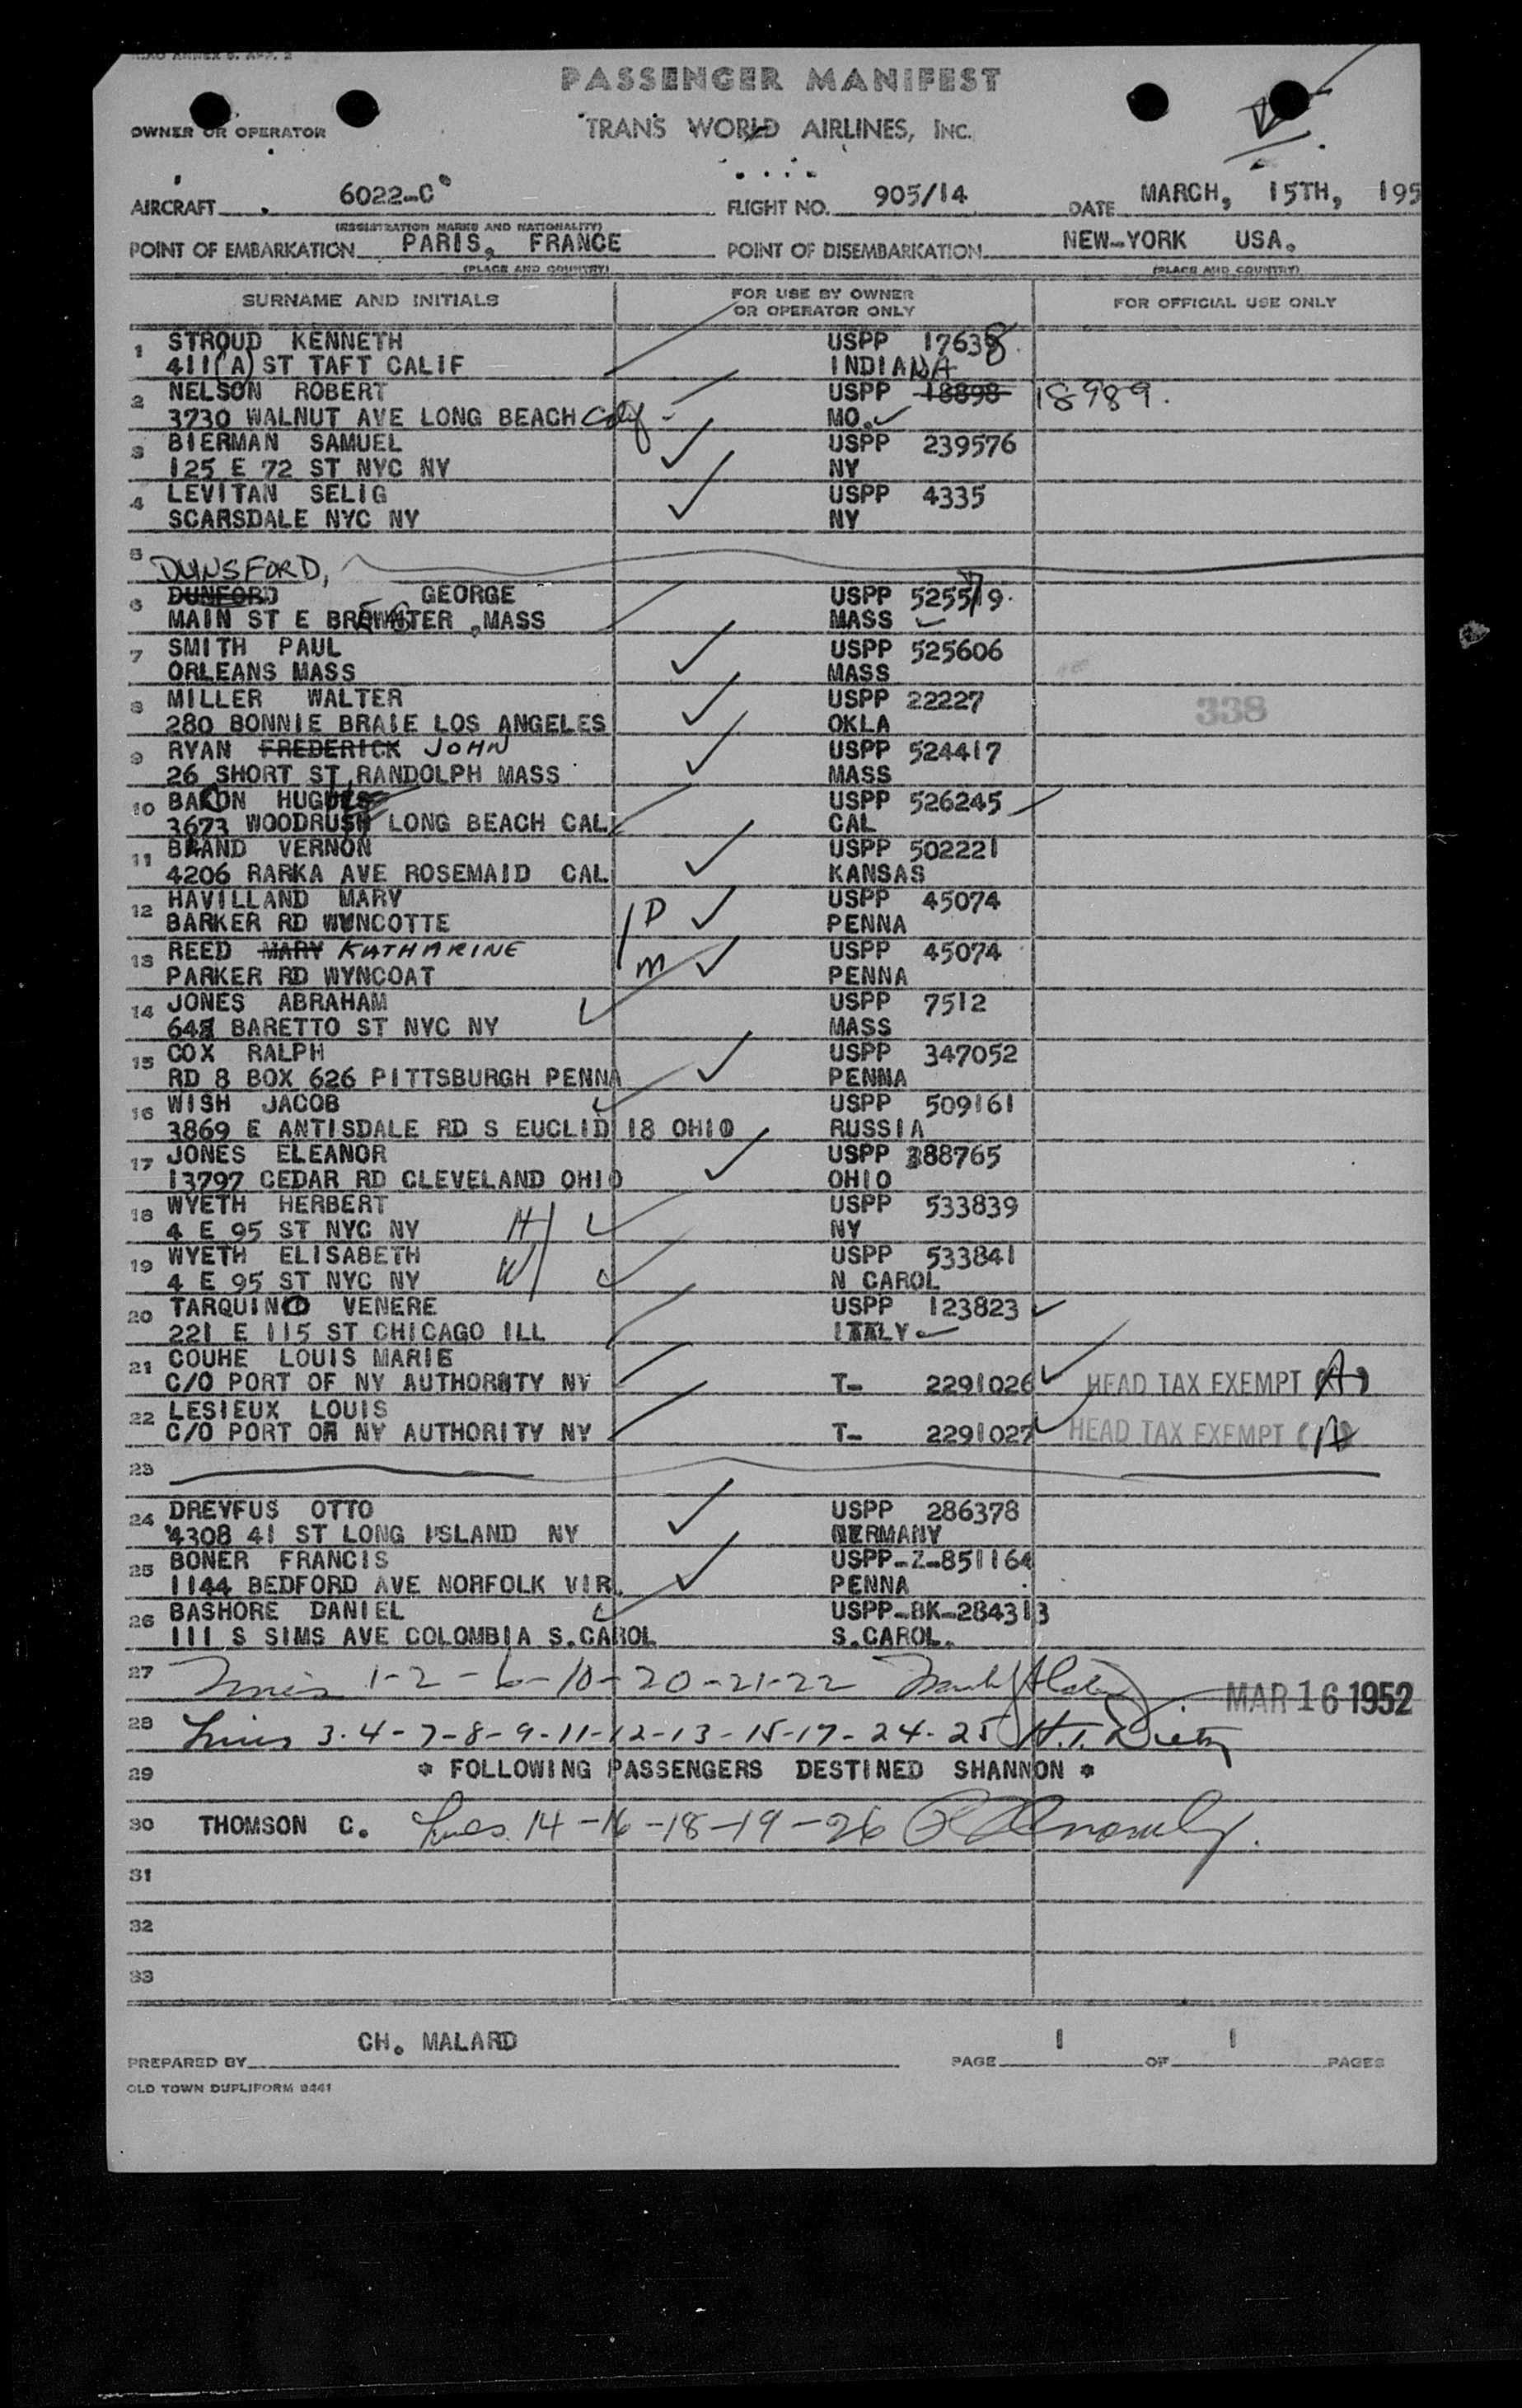 PASSENGER MANIFEST
OWNER OR OPERATOR TRANS WORLD AIRLINES, INC.
AIRCRAFT 6022-C FLIGHT NO. 905/14 DATE MARCH, 15TH, 195
(REGISTRATION MARKS AND NATIONALITY)
POINT OF EMBARKATION PARIS, FRANCE POINT OF DISEMBARKATION NEW-YORK USA.
(PLACE AND COUNTRY) (PLACE AND COUNTRY)
SURNAME AND INITIALS FOR USE BY OWNER OR OPERATOR ONLY FOR OFFICIAL USE ONLY
1 STROUD KENNETH USPP 17638
411(A) ST TAFT CALIF INDIANA
2 NELSON ROBERT USPP 18898 18989.
3730 WALNUT AVE LONG BEACH Calif MO.
3 BIERMAN SAMUEL USPP 239576
125 E 72 ST NYC NY NY
4 LEVITAN SELIG USPP 4335
SCARSDALE NYC NY NY
5
DUNSFORD,
6 DUNFORD GEORGE USPP 525579
MAIN ST E BREWSTER ,MASS MASS
7 SMITH PAUL USPP 525606
ORLEANS MASS MASS
8 MILLER WALTER USPP 22227
280 BONNIE BRAIE LOS ANGELES OKLA 338
9 RYAN FREDERICK JOHN USPP 524417
26 SHORT ST RANDOLPH MASS MASS
10 HUGH USPP 526245
3673 WOODRUSH LONG BEACH CAL CAL
11 BRAND VERNON USPP 502221
4206 RARKA AVE ROSEMAID CAL KANSAS
12 HAVILLAND MARY D USPP 45074
BARKER RD WYNCOTTE PENNA
13 REED MARY KATHARINE m USPP 45074
PARKER RD WYNCOAT PENNA
14 JONES ABRAHAM USPP 7512
BARETTO ST NYC NY MASS
15 COX RALPH USPP 347052
RD 8 BOX 626 PITTSBURGH PENNA PENNA
16 WISH JACOB USPP 509161
3869 E ANTISDALE RD S EUCLID 18 OHIO RUSSIA
17 JONES ELEANOR USPP 388765
13797 CEDAR RD CLEVELAND OHIO OHIO
18 WYETH HERBERT USPP 533839
4 E 95 ST NYC NY H NY
19 WYETH ELISABETH USPP 533841
4 E 95 ST NYC NY W N CAROL
20 TARQUINO VENERE USPP 123823
221 E 115 ST CHICAGO ILL ITALY
21 COUHE LOUIS MARIE
C/O PORT OF NY AUTHORITY NY T- 2291026 HEAD TAX EXEMPT (A)
22 LESIEUX LOUIS
C/O PORT OR NY AUTHORITY NY T- 2291027 HEAD TAX EXEMPT (A)
23
24 DREYFUS OTTO USPP 286378
4308 41 ST LONG ISLAND NY GERMANY
25 BONER FRANCIS USPP-Z-851164
1144 BEDFORD AVE NORFOLK VIR. PENNA
26 BASHORE DANIEL USPP-BK-284313
111 S SIMS AVE COLOMBIA S.CAROL S.CAROL.
27 Lines 1-2-6-10-20-21-22 MAR 16 1952
28 Lines 3-4-7-8-9-11-12-13-15-17-24-25
29 * FOLLOWING PASSENGERS DESTINED SHANNON *
30 THOMSON C. Lines 14-16-18-19-26
31
32
33
PREPARED BY CH. MALARD PAGE 1 OF 1 PAGES
OLD TOWN DUPLIFORM 9441